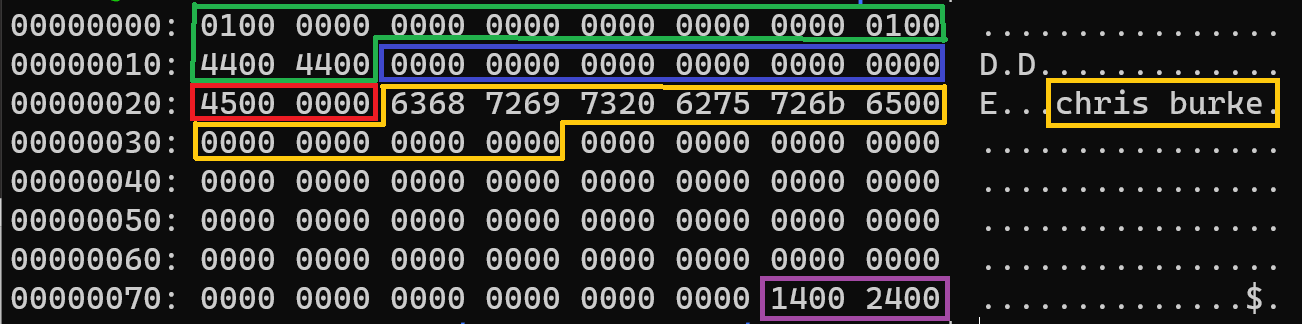 00000000: 0100 0000 0000 0000 0000 0000 0000 0100 ................
00000010: 4400 4400 0000 0000 0000 0000 0000 0000 D.D.............
00000020: 4500 0000 6368 7269 7320 6275 726b 6500 E...chris burke.
00000030: 0000 0000 0000 0000 0000 0000 0000 0000 ................
00000040: 0000 0000 0000 0000 0000 0000 0000 0000 ................
00000050: 0000 0000 0000 0000 0000 0000 0000 0000 ................
00000060: 0000 0000 0000 0000 0000 0000 0000 0000 ................
00000070: 0000 0000 0000 0000 0000 0000 1400 2400 ..............$.